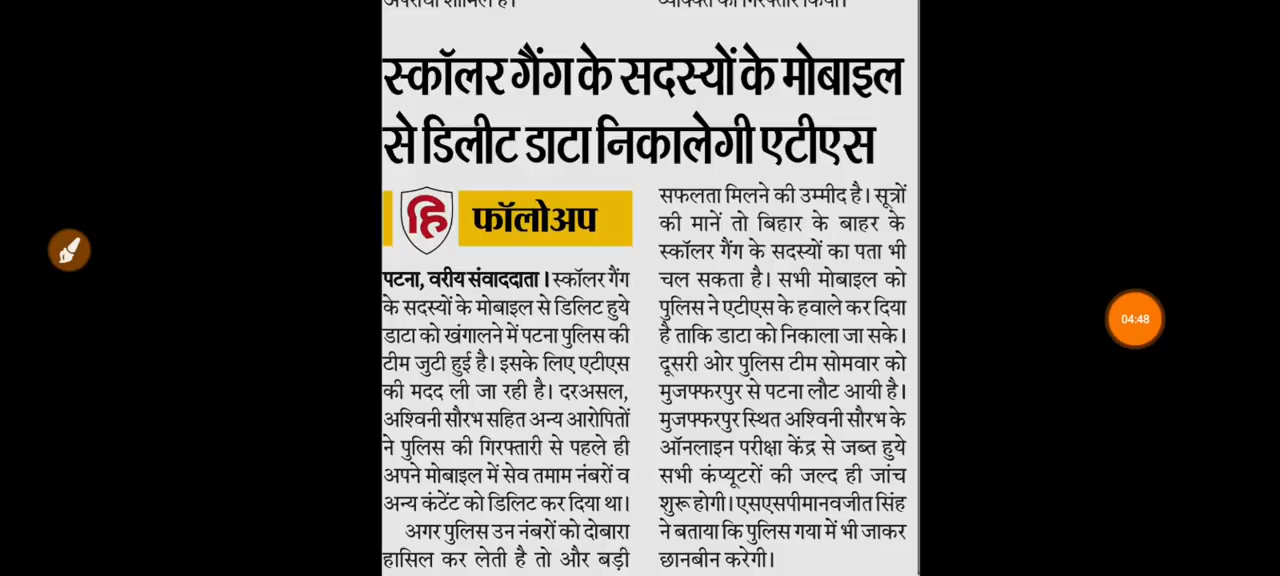 अपराधी शामिल हैं।
व्यक्ति को गिरफ्तार किया।
स्कॉलर गैंग के सदस्यों के मोबाइल
से डिलीट डाटा निकालेगी एटीएस
हि
फॉलोअप
पटना, वरीय संवाददाता। स्कॉलर गैंग
के सदस्यों के मोबाइल से डिलिट हुये
डाटा को खंगालने में पटना पुलिस की
टीम जुटी हुई है। इसके लिए एटीएस
की मदद ली जा रही है। दरअसल,
अश्विनी सौरभ सहित अन्य आरोपितों
ने पुलिस की गिरफ्तारी से पहले ही
अपने मोबाइल में सेव तमाम नंबरों व
अन्य कंटेंट को डिलिट कर दिया था।
अगर पुलिस उन नंबरों को दोबारा
हासिल कर लेती है तो और बड़ी
सफलता मिलने की उम्मीद है। सूत्रों
की मानें तो बिहार के बाहर के
स्कॉलर गैंग के सदस्यों का पता भी
चल सकता है। सभी मोबाइल को
पुलिस ने एटीएस के हवाले कर दिया
है ताकि डाटा को निकाला जा सके।
दूसरी ओर पुलिस टीम सोमवार को
मुजफ्फरपुर से पटना लौट आयी है।
मुजफ्फरपुर स्थित अश्विनी सौरभ के
ऑनलाइन परीक्षा केंद्र से जब्त हुये
सभी कंप्यूटरों की जल्द ही जांच
शुरू होगी। एसएसपी मानवजीत सिंह
ने बताया कि पुलिस गया में भी जाकर
छानबीन करेगी।
04:48